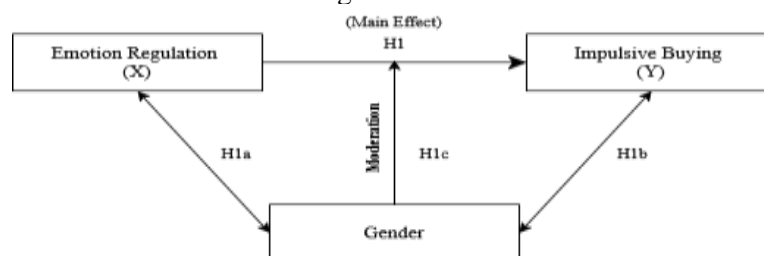 (Main Effect)
H1
Emotion Regulation
(X)
Impulsive Buying
(Y)
Moderation
H1a
H1c
H1b
Gender